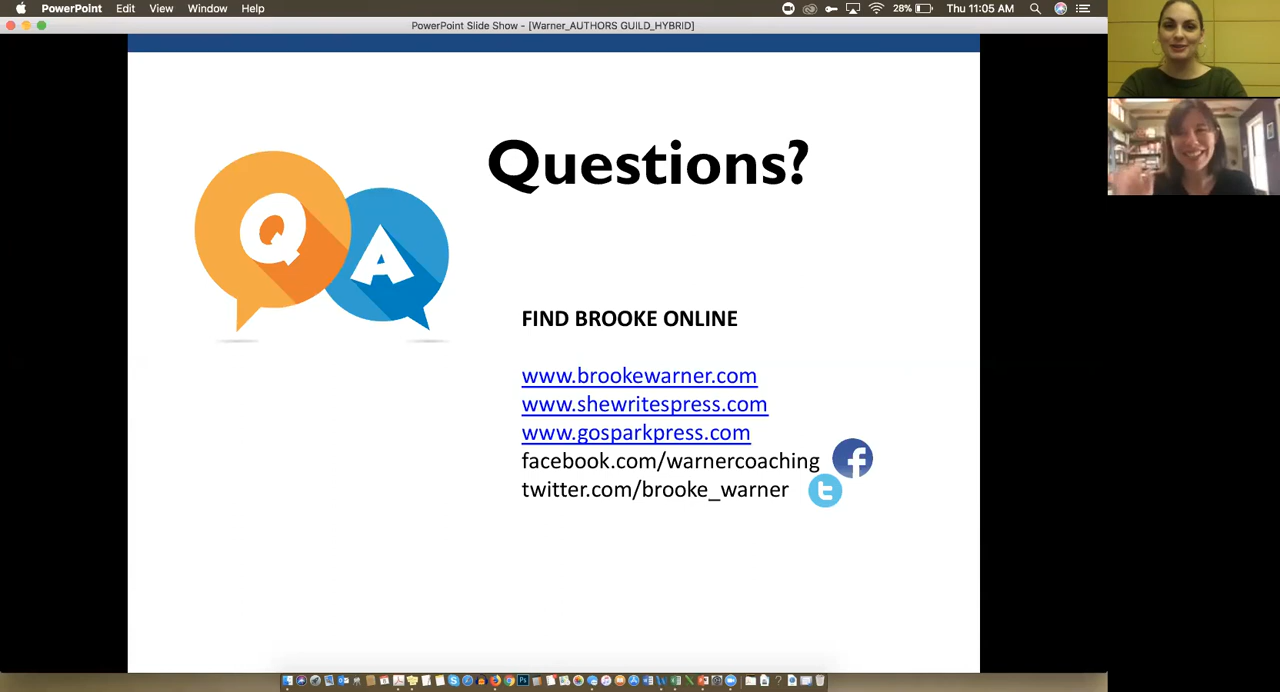 PowerPoint Edit View Window Help 28% Thu 11:05 AM
PowerPoint Slide Show - [Warner_AUTHORS GUILD_HYBRID]
Questions?
Q
A
FIND BROOKE ONLINE
www.brookewarner.com
www.shewritespress.com
www.gosparkpress.com
facebook.com/warnercoaching f
twitter.com/brooke_warner t